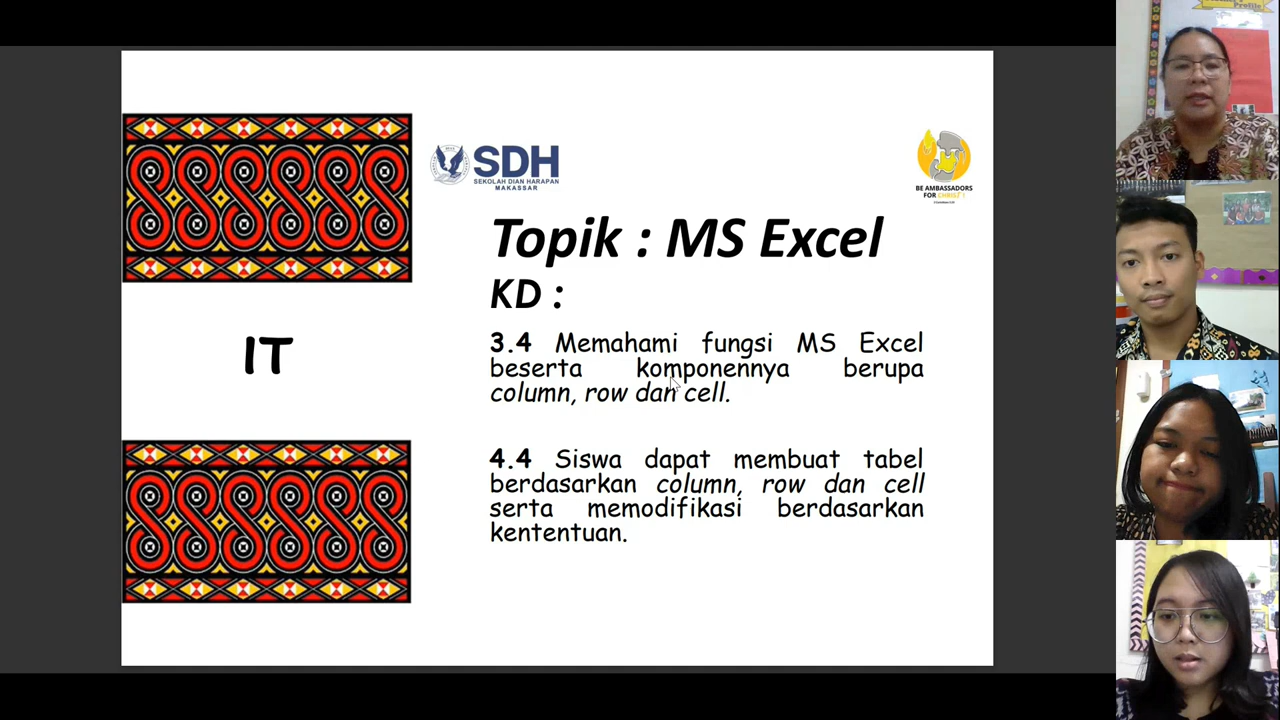 SDH
SEKOLAH DIAN HARAPAN
MAKASSAR
BE AMBASSADORS
FOR CHRIST !
Topik : MS Excel
KD :
3.4 Memahami fungsi MS Excel
beserta komponennya berupa
column, row dan cell.
IT
4.4 Siswa dapat membuat tabel
berdasarkan column, row dan cell
serta memodifikasi berdasarkan
kententuan.
Profile